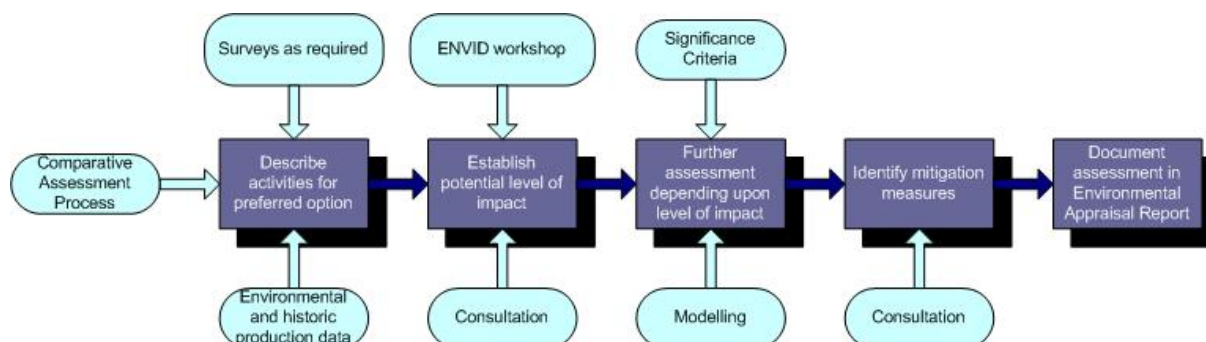 Surveys as required
ENVID workshop
Significance
Criteria
Comparative
Assessment
Process
Describe
activities for
preferred option
Establish
potential level of
impact
Further
assessment
depending upon
level of impact
Identify mitigation
measures
Document
assessment in
Environmental
Appraisal Report
Environmental
and historic
production data
Consultation
Modelling
Consultation